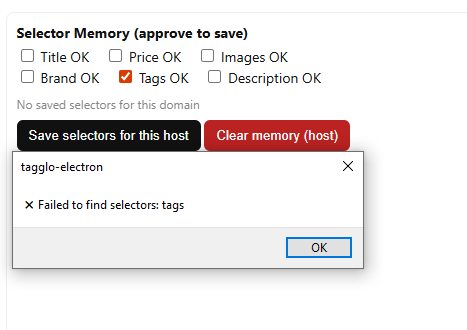 Selector Memory (approve to save)
Title OK Price OK Images OK
Brand OK Tags OK Description OK
No saved selectors for this domain
Save selectors for this host Clear memory (host)
tagglo-electron
✕ Failed to find selectors: tags
OK